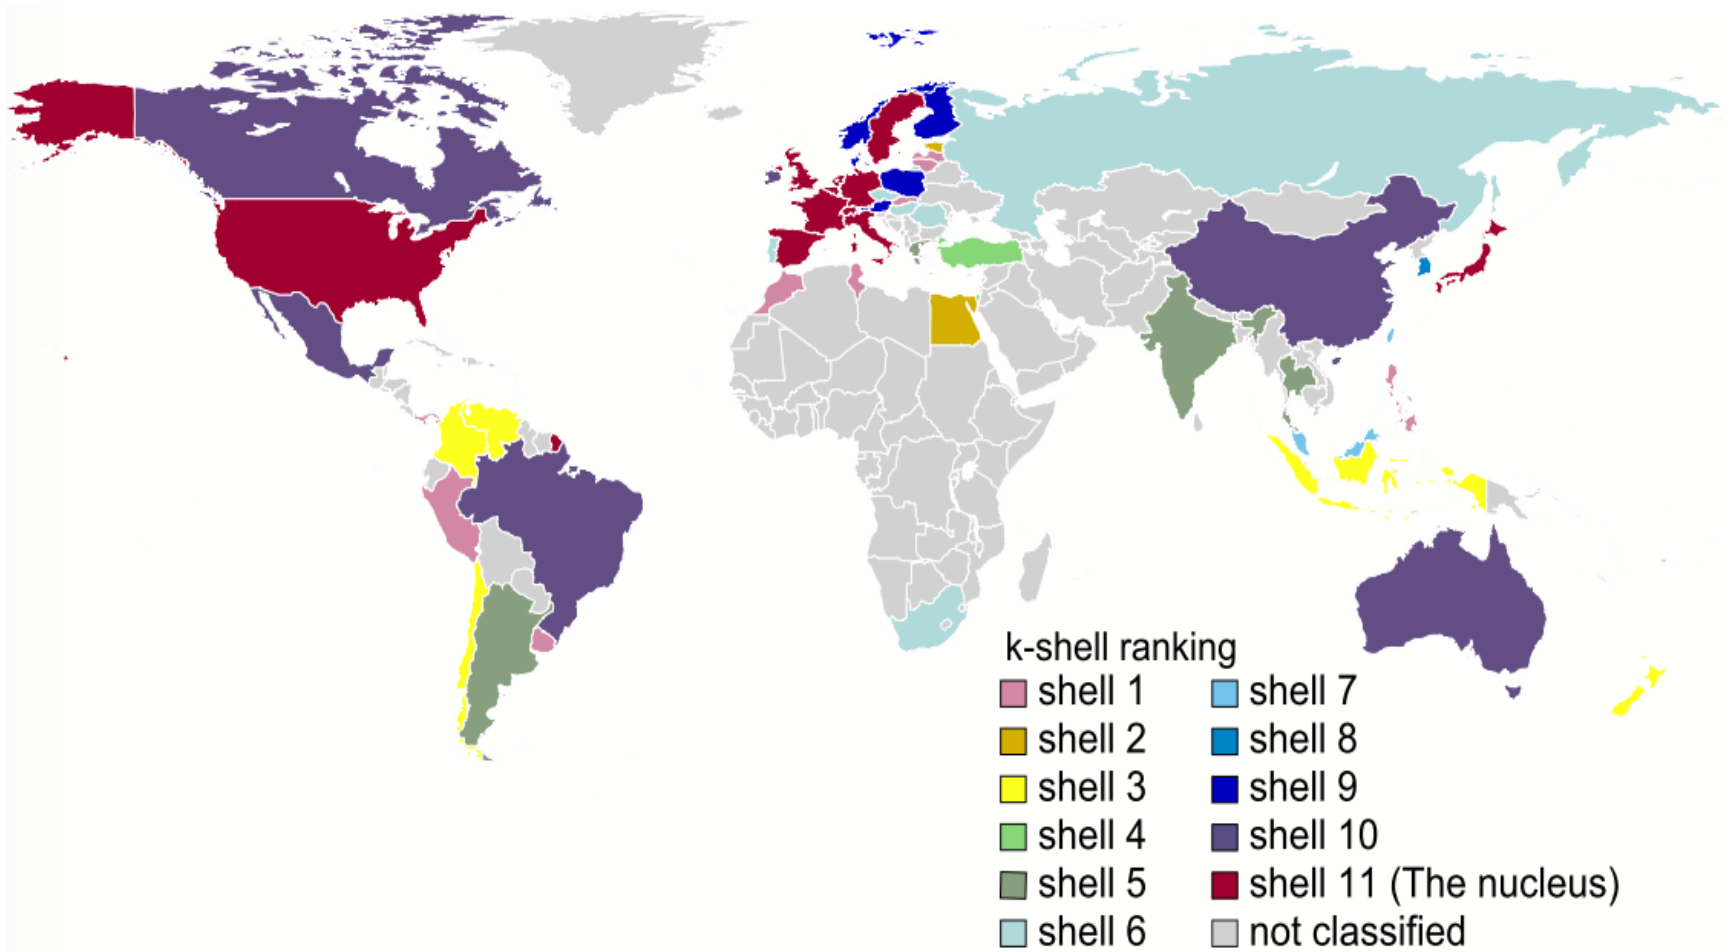 k-shell ranking
shell 1
shell 2
shell 3
shell 4
shell 5
shell 6
shell 7
shell 8
shell 9
shell 10
shell 11 (The nucleus)
not classified